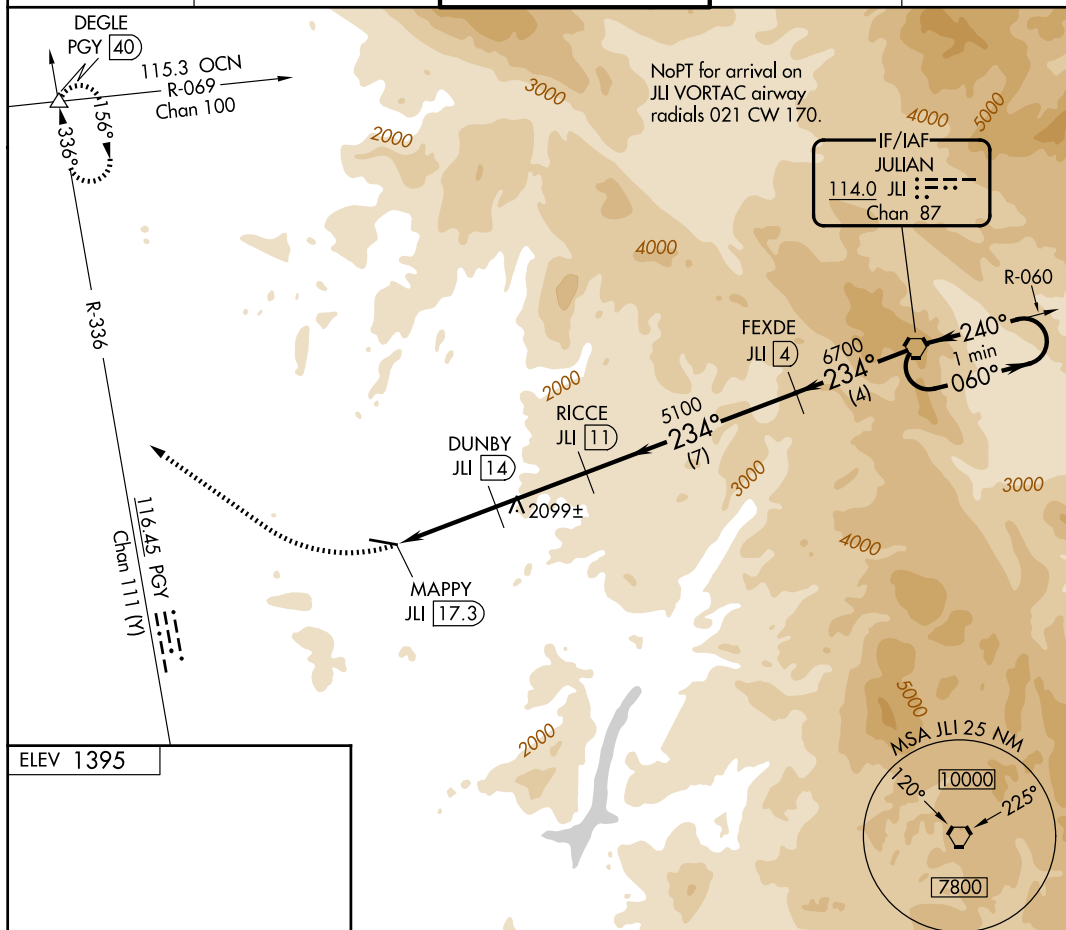 DEGLE
PGY 40
115.3 OCN
R-069
Chan 100
156°
336°
R-336
116.45 PGY
Chan 111 (Y)
NoPT for arrival on
JLI VORTAC airway
radials 021 CW 170.
IF/IAF
JULIAN
114.0 JLI
Chan 87
R-060
240°
1 min
060°
FEXDE
JLI 4
6700
234°
(4)
RICCE
JLI 11
5100
234°
(7)
DUNBY
JLI 14
2099±
MAPPY
JLI 17.3
3000
2000
4000
5000
4000
2000
3000
3000
4000
5000
2000
ELEV 1395
MSA JLI 25 NM
120°
10000
225°
7800